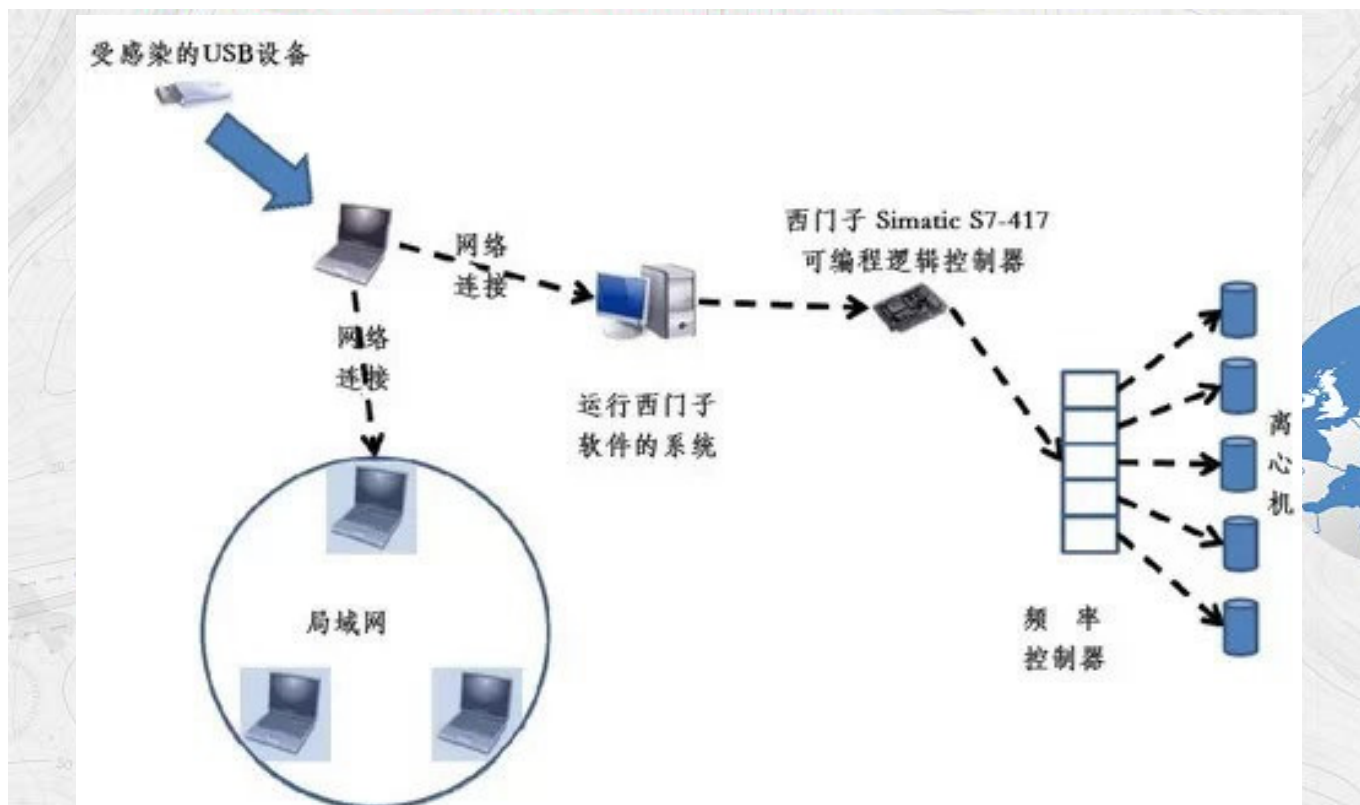 受感染的USB设备
网络
连接
网络
连接
西门子 Simatic S7-417
可编程逻辑控制器
运行西门子
软件的系统
局域网
频 率
控制器
离
心
机